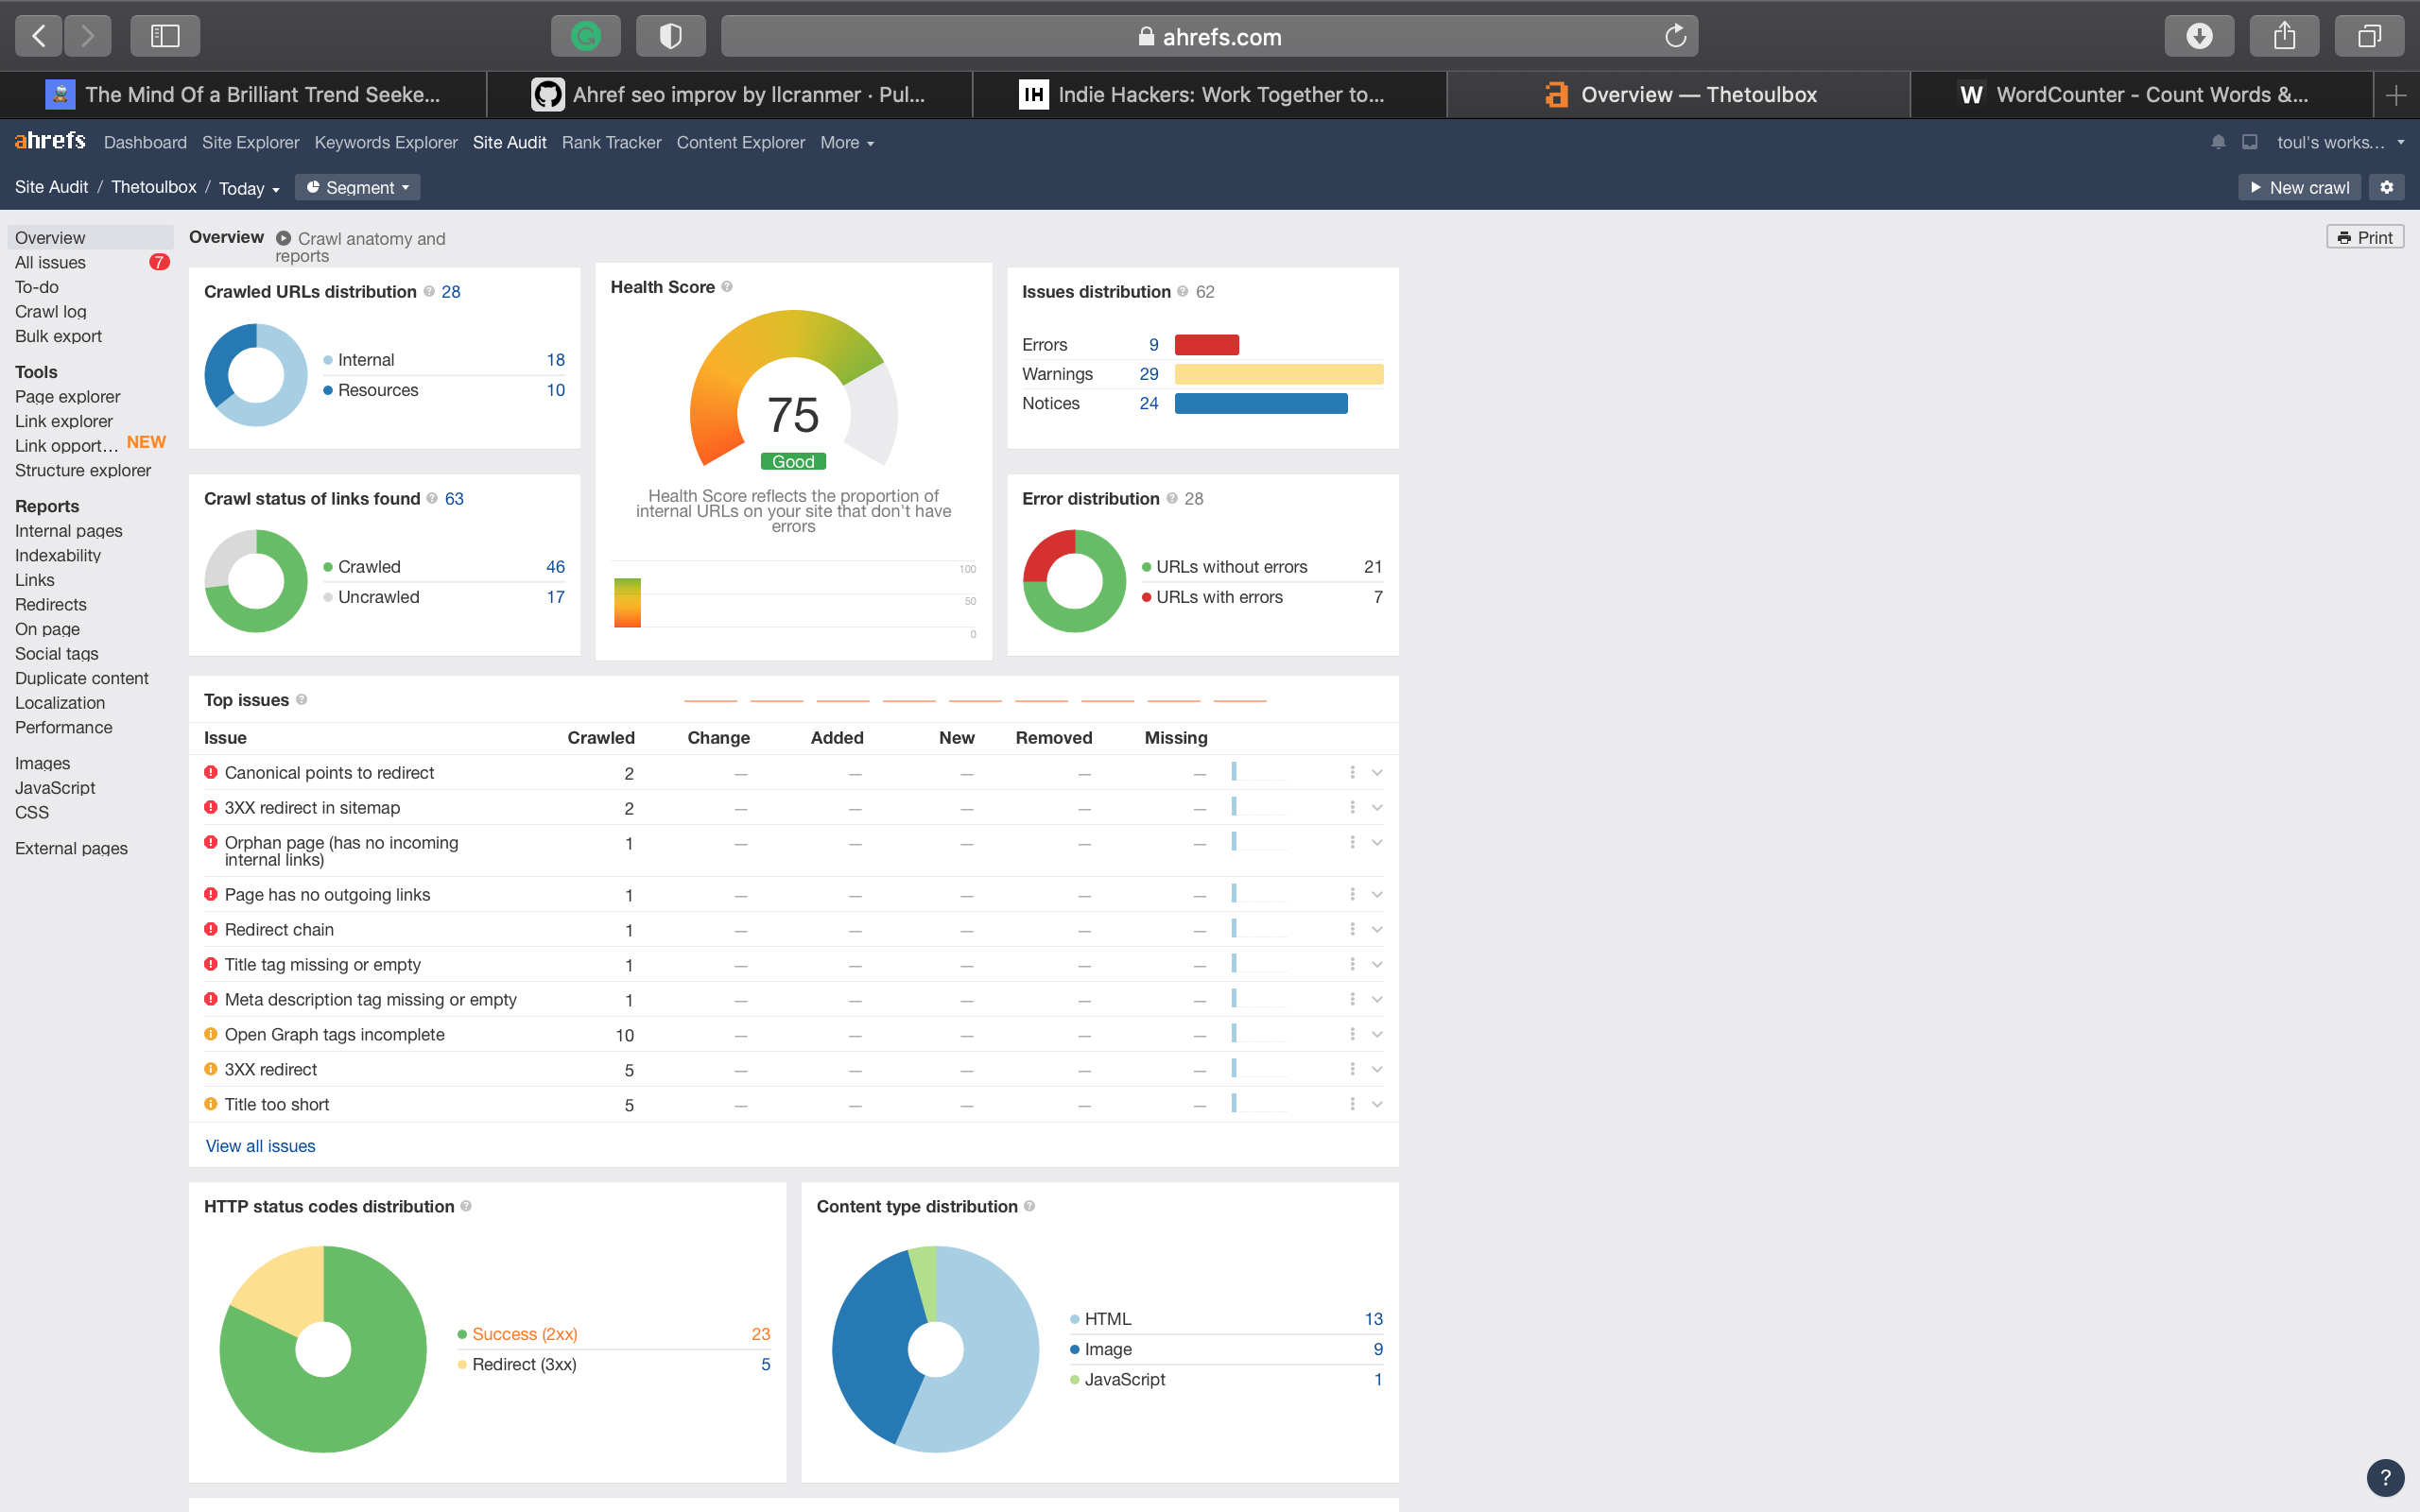 ahrefs.com
The Mind Of a Brilliant Trend Seeke...
Ahref seo improv by llcranmer · Pul...
IH Indie Hackers: Work Together to...
Overview — Thetoulbox
W WordCounter - Count Words &...
ahrefs Dashboard Site Explorer Keywords Explorer Site Audit Rank Tracker Content Explorer More
toul's works...
Site Audit / Thetoulbox / Today Segment
New crawl
Overview
All issues 7
To-do
Crawl log
Bulk export
Tools
Page explorer
Link explorer
Link opport... NEW
Structure explorer
Reports
Internal pages
Indexability
Links
Redirects
On page
Social tags
Duplicate content
Localization
Performance
Images
JavaScript
CSS
External pages
Overview Crawl anatomy and
reports
Print
Crawled URLs distribution ? 28
Internal 18
Resources 10
Crawl status of links found ? 63
Crawled 46
Uncrawled 17
Health Score ?
75
Good
Health Score reflects the proportion of
internal URLs on your site that don't have
errors
100
50
0
Issues distribution ? 62
Errors 9
Warnings 29
Notices 24
Error distribution ? 28
URLs without errors 21
URLs with errors 7
Top issues ?
Issue Crawled Change Added New Removed Missing
Canonical points to redirect 2 — — — — —
3XX redirect in sitemap 2 — — — — —
Orphan page (has no incoming 1 — — — — —
internal links)
Page has no outgoing links 1 — — — — —
Redirect chain 1 — — — — —
Title tag missing or empty 1 — — — — —
Meta description tag missing or empty 1 — — — — —
Open Graph tags incomplete 10 — — — — —
3XX redirect 5 — — — — —
Title too short 5 — — — — —
View all issues
HTTP status codes distribution ?
Success (2xx) 23
Redirect (3xx) 5
Content type distribution ?
HTML 13
Image 9
JavaScript 1
?